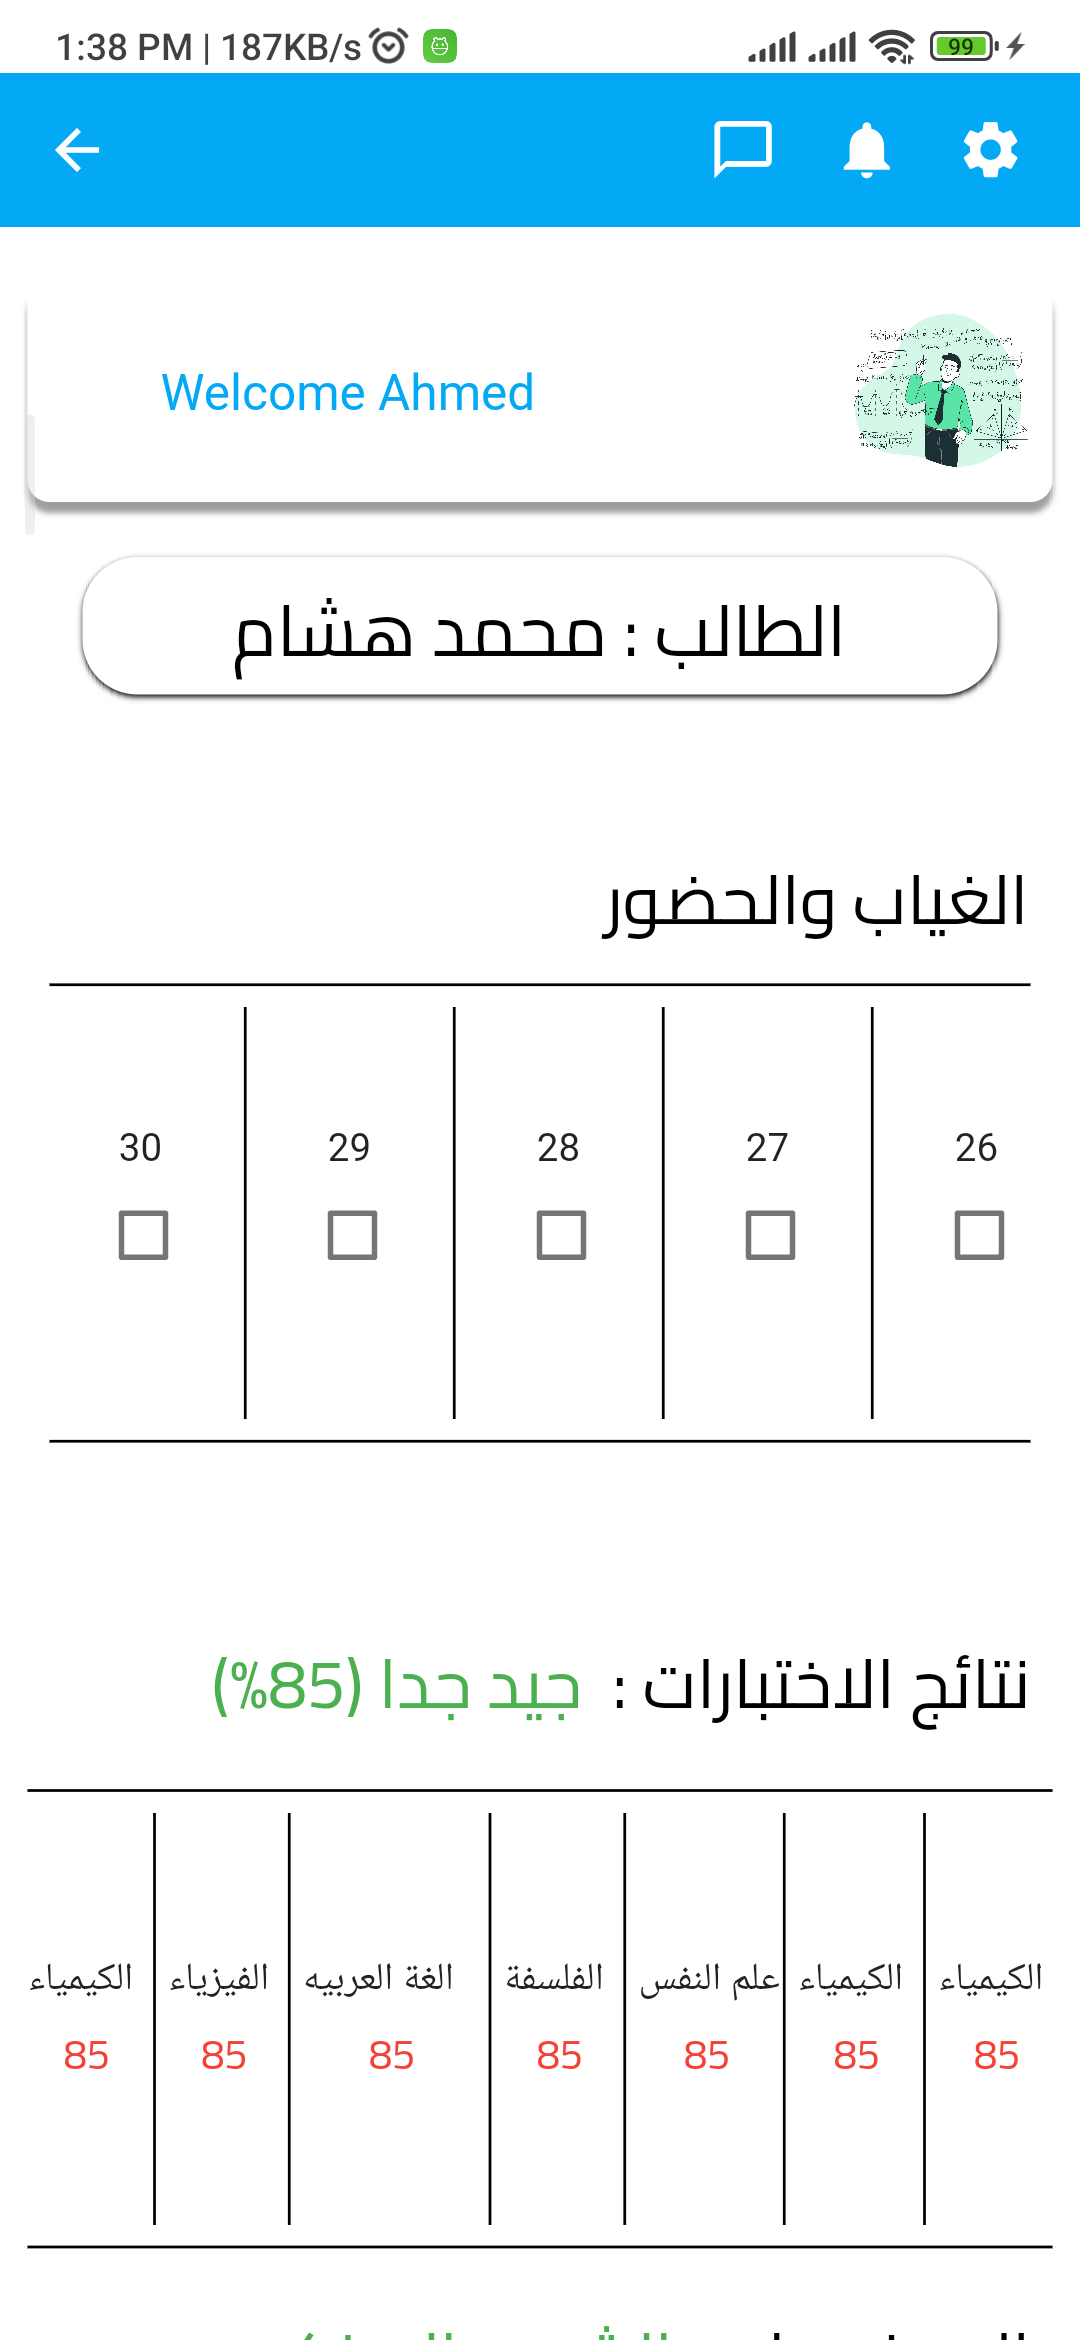 1:38 PM | 187KB/s 99
Welcome Ahmed
الطالب : محمد هشام
الغياب والحضور
30 29 28 27 26
نتائج الاختبارات : جيد جدا (85%)
الكيمياء الكيمياء علم النفس الفلسفة الغة العربيه الفيزياء الكيمياء
85 85 85 85 85 85 85